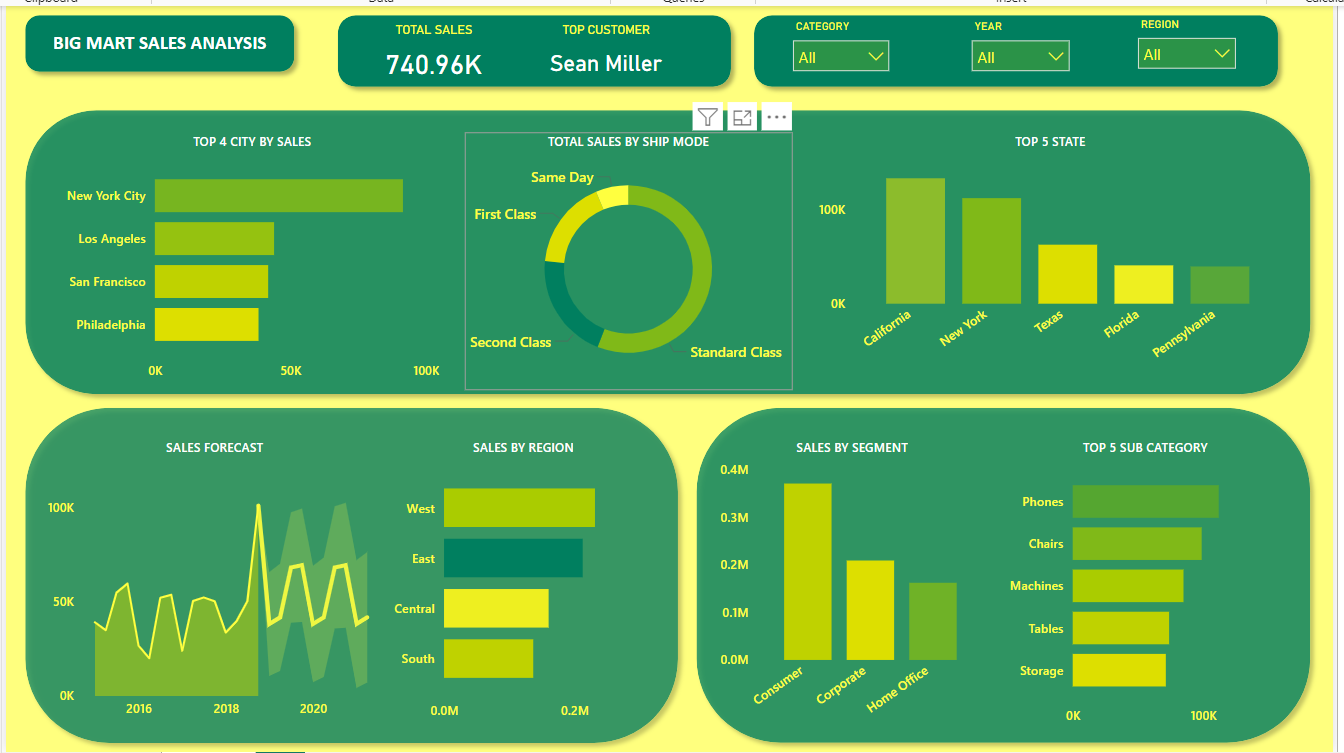 Clipboard
Data
Queries
Insert
BIG MART SALES ANALYSIS
TOTAL SALES
740.96K
TOP CUSTOMER
Sean Miller
CATEGORY
All
YEAR
All
REGION
All
TOP 4 CITY BY SALES
New York City
Los Angeles
San Francisco
Philadelphia
0K
50K
100K
TOTAL SALES BY SHIP MODE
Same Day
First Class
Second Class
Standard Class
TOP 5 STATE
100K
0K
California
New York
Texas
Florida
Pennsylvania
SALES FORECAST
100K
50K
0K
2016
2018
2020
SALES BY REGION
West
East
Central
South
0.0M
0.2M
SALES BY SEGMENT
0.4M
0.3M
0.2M
0.1M
0.0M
Consumer
Corporate
Home Office
TOP 5 SUB CATEGORY
Phones
Chairs
Machines
Tables
Storage
0K
100K